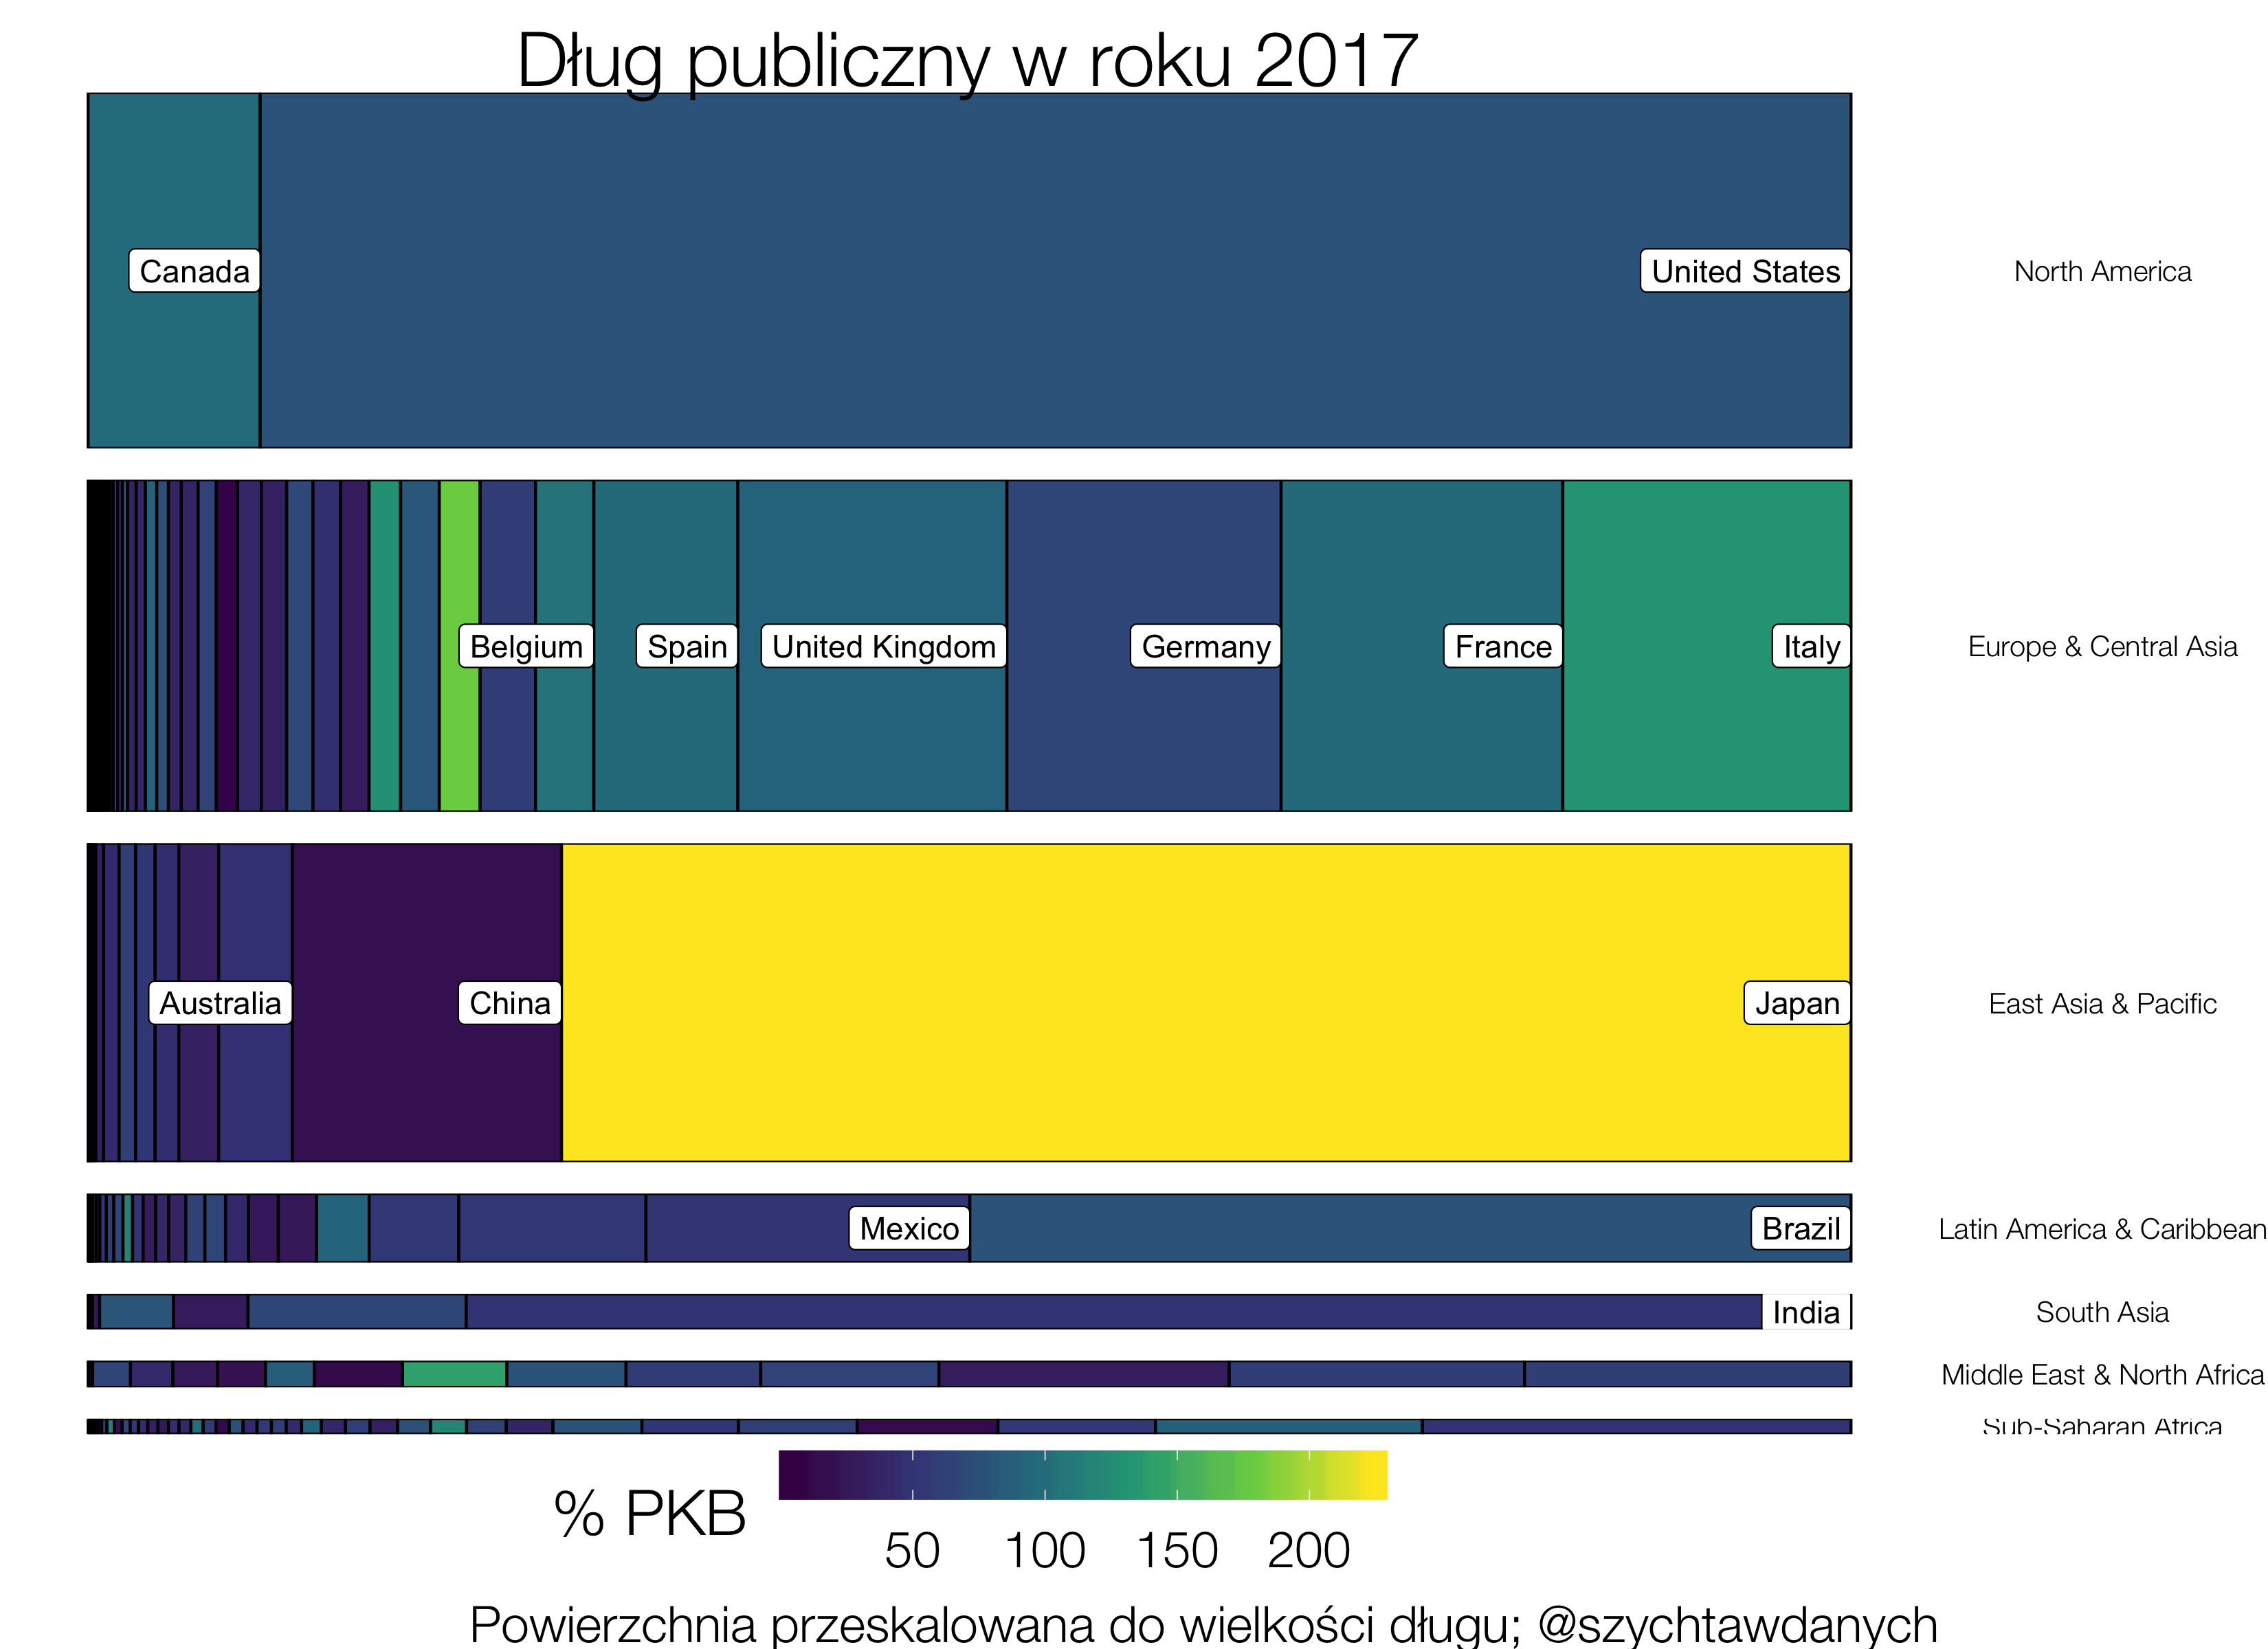 Dług publiczny w roku 2017
Canada
United States
North America
Belgium
Spain
United Kingdom
Germany
France
Italy
Europe & Central Asia
Australia
China
Japan
East Asia & Pacific
Mexico
Brazil
Latin America & Caribbean
India
South Asia
Middle East & North Africa
Sub-Saharan Africa
% PKB
50 100 150 200
Powierzchnia przeskalowana do wielkości długu; @szychtawdanych